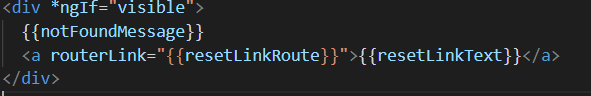 <div *ngIf="visible">
{{notFoundMessage}}
<a routerLink="{{resetLinkRoute}}">{{resetLinkText}}</a>
</div>